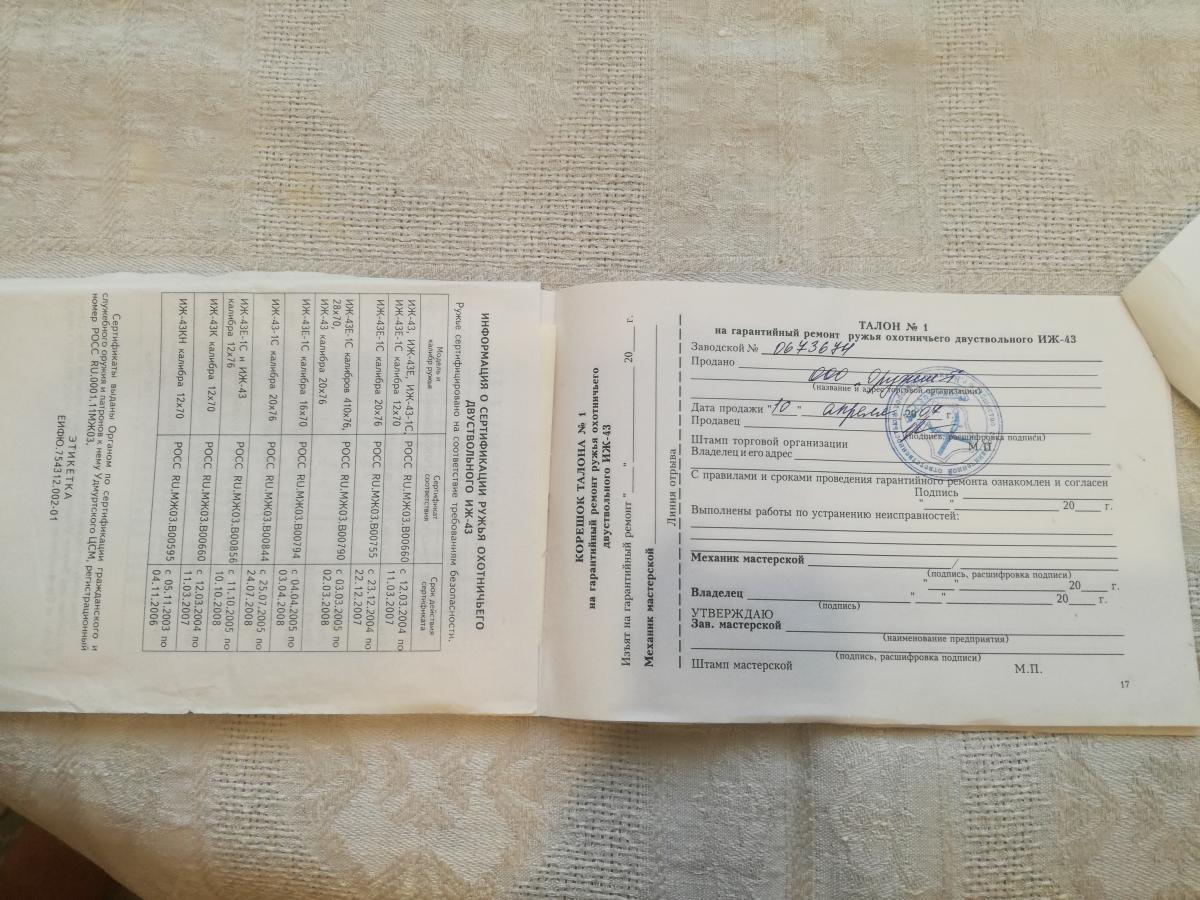 ИНФОРМАЦИЯ О СЕРТИФИКАЦИИ РУЖЬЯ ОХОТНИЧЬЕГО
ДВУСТВОЛЬНОГО ИЖ-43
Ружье сертифицировано на соответствие требованиям безопасности.
Модель и калибр ружья Сертификат соответствия Срок действия сертификата
ИЖ-43, ИЖ-43Е, ИЖ-43-1С, ИЖ-43Е-1С калибра 12х70 РОСС RU.МЖ03.В00660 с 12.03.2004 по 11.03.2007
ИЖ-43Е-1С калибра 20х76 РОСС RU.МЖ03.В00755 с 23.12.2004 по 22.12.2007
ИЖ-43Е-1С калибров 410х76, 28х70, ИЖ-43 калибра 20х76 РОСС RU.МЖ03.В00790 с 03.03.2005 по 02.03.2008
ИЖ-43Е-1С калибра 16х70 РОСС RU.МЖ03.В00794 с 04.04.2005 по 03.04.2008
ИЖ-43-1С калибра 20х76 РОСС RU.МЖ03.В00844 с 25.07.2005 по 24.07.2008
ИЖ-43Е-1С и ИЖ-43 калибра 12х76 РОСС RU.МЖ03.В00856 с 11.10.2005 по 10.10.2008
ИЖ-43К калибра 12х70 РОСС RU.МЖ03.В00660 с 12.03.2004 по 11.03.2007
ИЖ-43КН калибра 12х70 РОСС RU.МЖ03.В00595 с 05.11.2003 по 04.11.2006
Сертификаты выданы Органом по сертификации гражданского и
служебного оружия и патронов к нему Удмуртского ЦСМ, регистрационный
номер РОСС RU.0001.11МЖ03.
ЭТИКЕТКА
ЕИФЮ.754312.002-01
КОРЕШОК ТАЛОНА № 1
на гарантийный ремонт ружья охотничьего
двуствольного ИЖ-43
Изъят на гарантийный ремонт " " 20 г.
Механик мастерской
Линия отрыва
ТАЛОН № 1
на гарантийный ремонт ружья охотничьего двуствольного ИЖ-43
Заводской № 0673674
Продано
ООО
(название и адрес торговой организации)
Дата продажи "10" апреля г.
Продавец
(подпись, расшифровка подписи)
Штамп торговой организации М.П.
Владелец и его адрес
С правилами и сроками проведения гарантийного ремонта ознакомлен и согласен
Подпись
" " 20 г.
Выполнены работы по устранению неисправностей:
Механик мастерской /
(подпись, расшифровка подписи)
" " 20 г.
Владелец " " 20 г.
(подпись)
УТВЕРЖДАЮ
Зав. мастерской
(наименование предприятия)
(подпись, расшифровка подписи)
Штамп мастерской М.П.
17